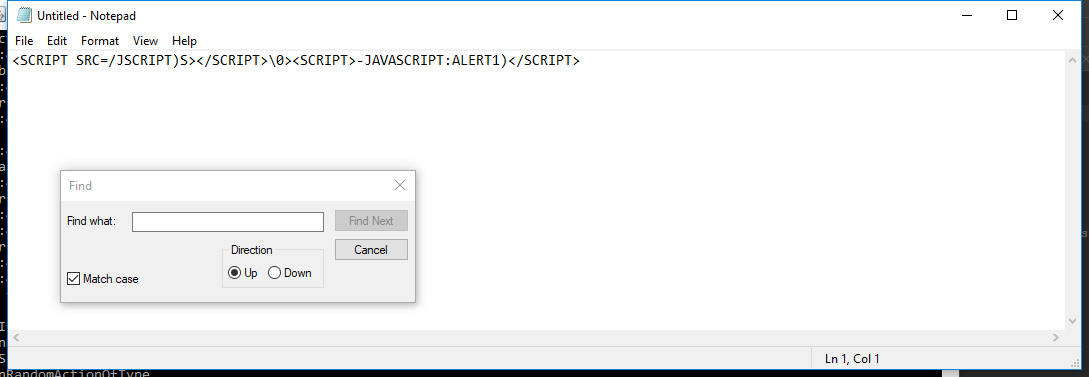 Untitled - Notepad
File Edit Format View Help
<SCRIPT SRC=/JSCRIPT)S></SCRIPT>\0><SCRIPT>-JAVASCRIPT:ALERT1)</SCRIPT>
Find
Find what:
Find Next
Direction
Cancel
Up Down
Match case
Ln 1, Col 1
nRandomActionOfType